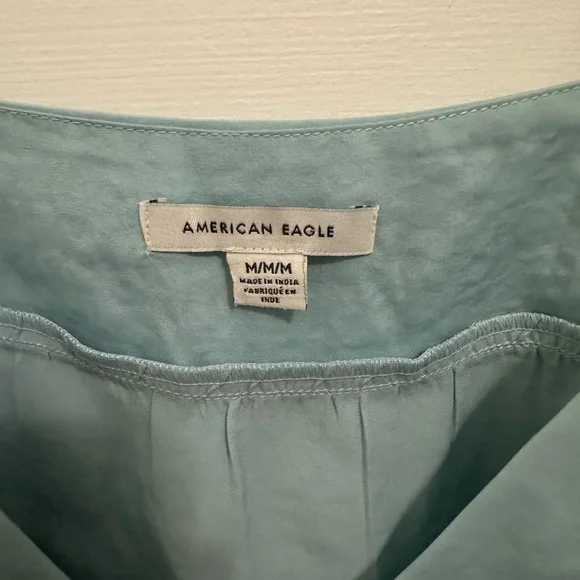 AMERICAN EAGLE
M/M/M
MADE IN INDIA
FABRIQUÉ EN
INDE